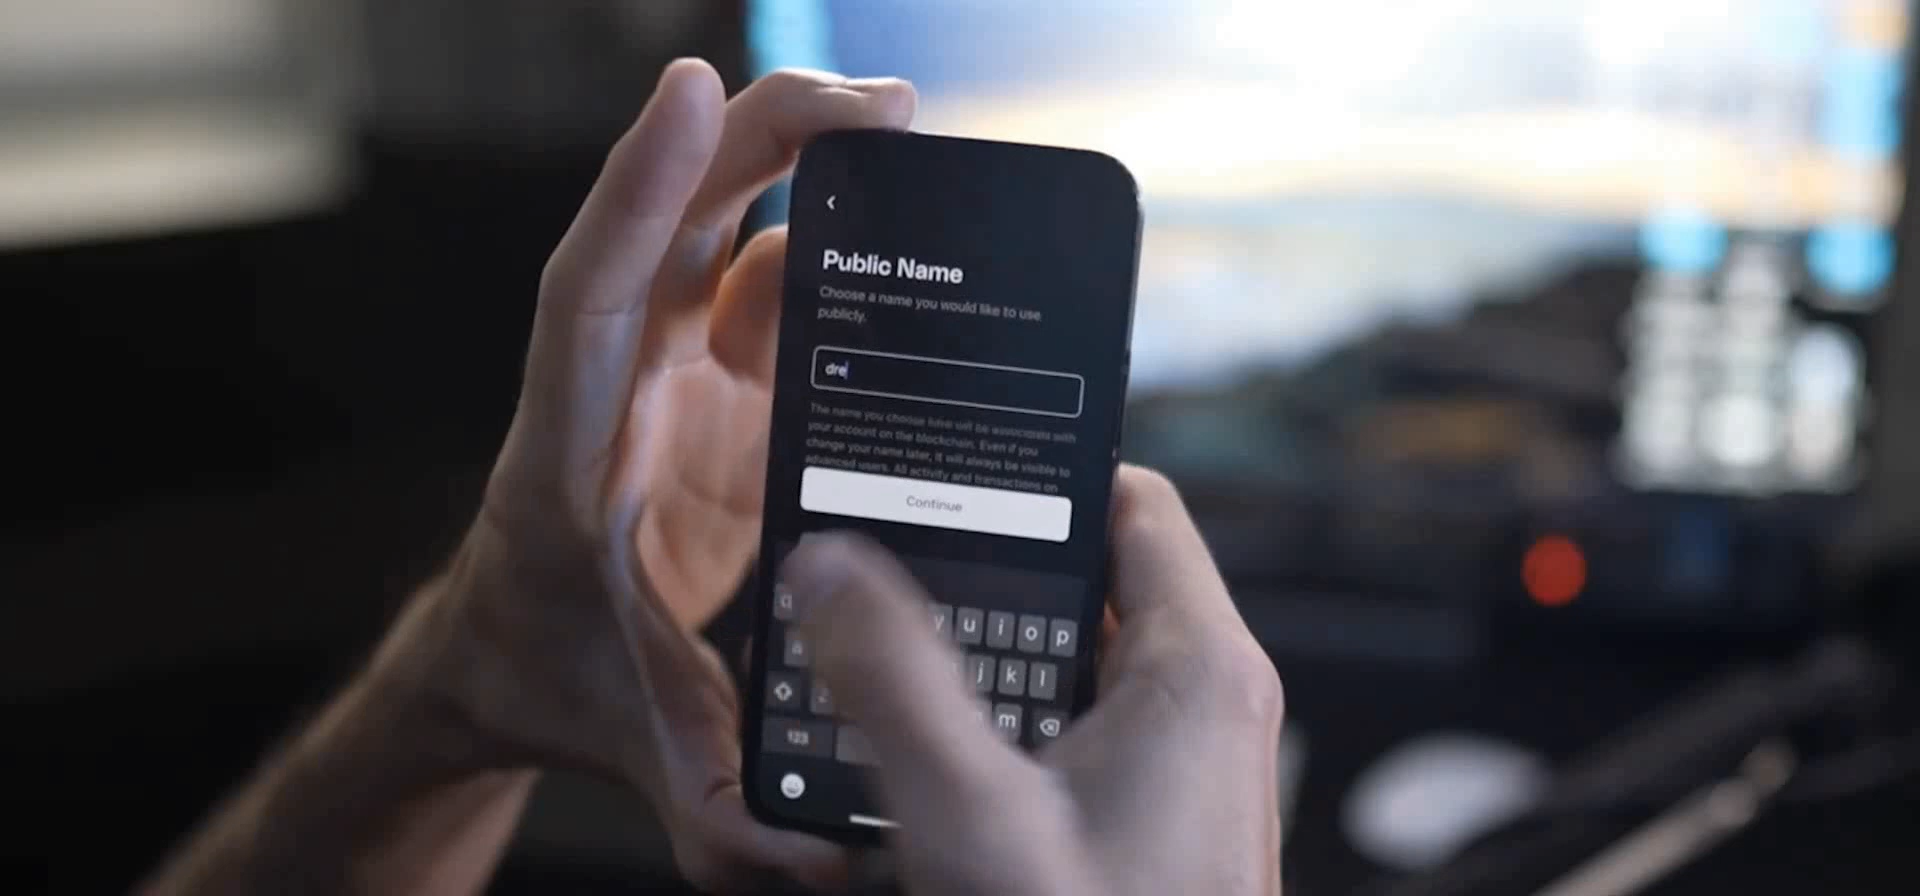 Public Name
Choose a name you would like to use
publicly.
dre
The name you choose here will be associated with
your account on the blockchain. Even if you
change your name later, it will always be visible to
advanced users. All activity and transactions on
Continue
y u i o p
a j k l
m
123